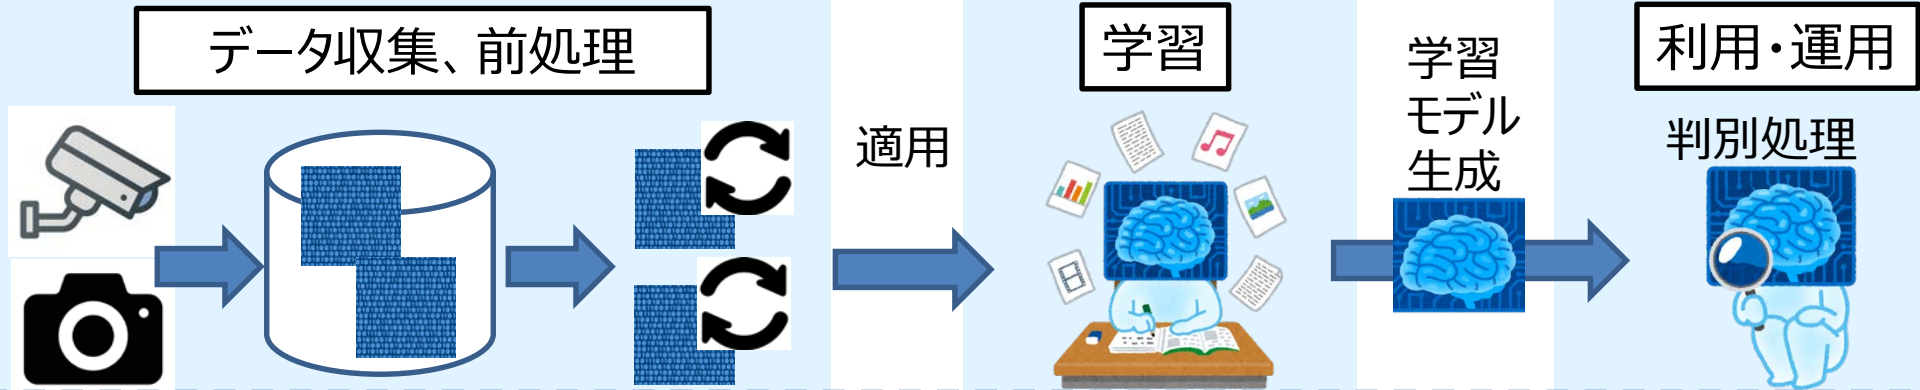 データ収集、前処理
適用
学習
学習
モデル
生成
利用・運用
判別処理